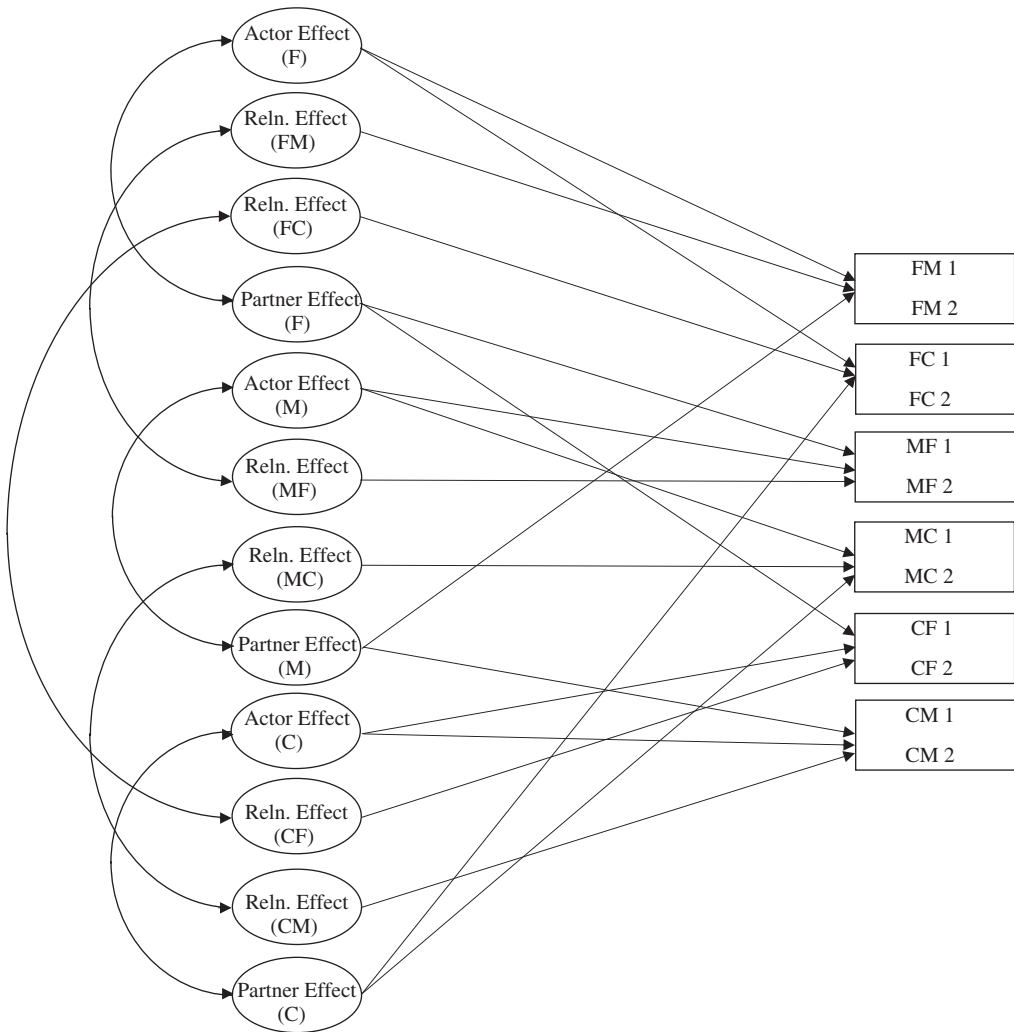 Actor Effect
(F)
Reln. Effect
(FM)
Reln. Effect
(FC)
Partner Effect
(F)
Actor Effect
(M)
Reln. Effect
(MF)
Reln. Effect
(MC)
Partner Effect
(M)
Actor Effect
(C)
Reln. Effect
(CF)
Reln. Effect
(CM)
Partner Effect
(C)
FM 1
FM 2
FC 1
FC 2
MF 1
MF 2
MC 1
MC 2
CF 1
CF 2
CM 1
CM 2